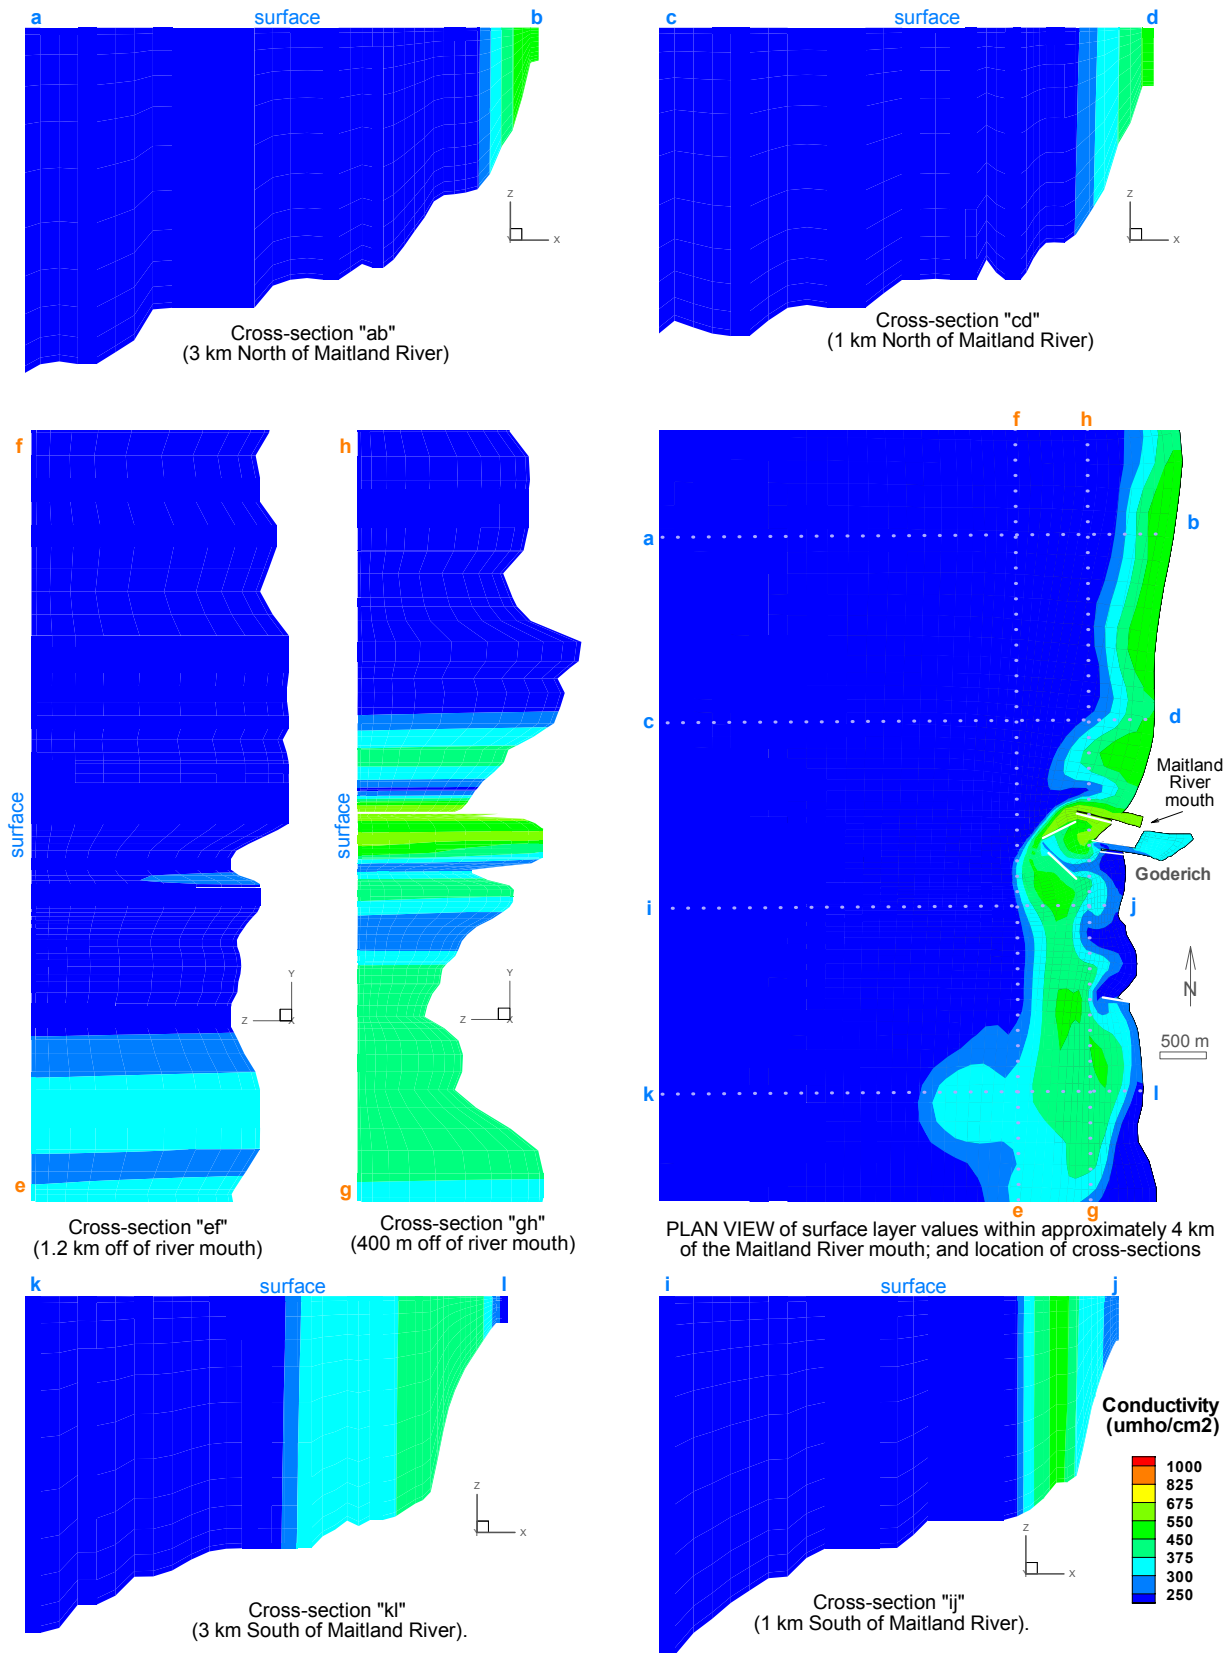 a surface b
c surface d
Z
X
Z
X
Cross-section "ab"
(3 km North of Maitland River)
Cross-section "cd"
(1 km North of Maitland River)
f
surface
e
Y
Z
X
Cross-section "ef"
(1.2 km off of river mouth)
h
surface
g
Y
Z
X
Cross-section "gh"
(400 m off of river mouth)
f h
a b
c d
Maitland
River
mouth
Goderich
i j
N
500 m
k l
e g
PLAN VIEW of surface layer values within approximately 4 km
of the Maitland River mouth; and location of cross-sections
k surface l
Z
X
Cross-section "kl"
(3 km South of Maitland River).
i surface j
Z
X
Cross-section "ij"
(1 km South of Maitland River).
Conductivity
(umho/cm2)
1000
825
675
550
450
375
300
250